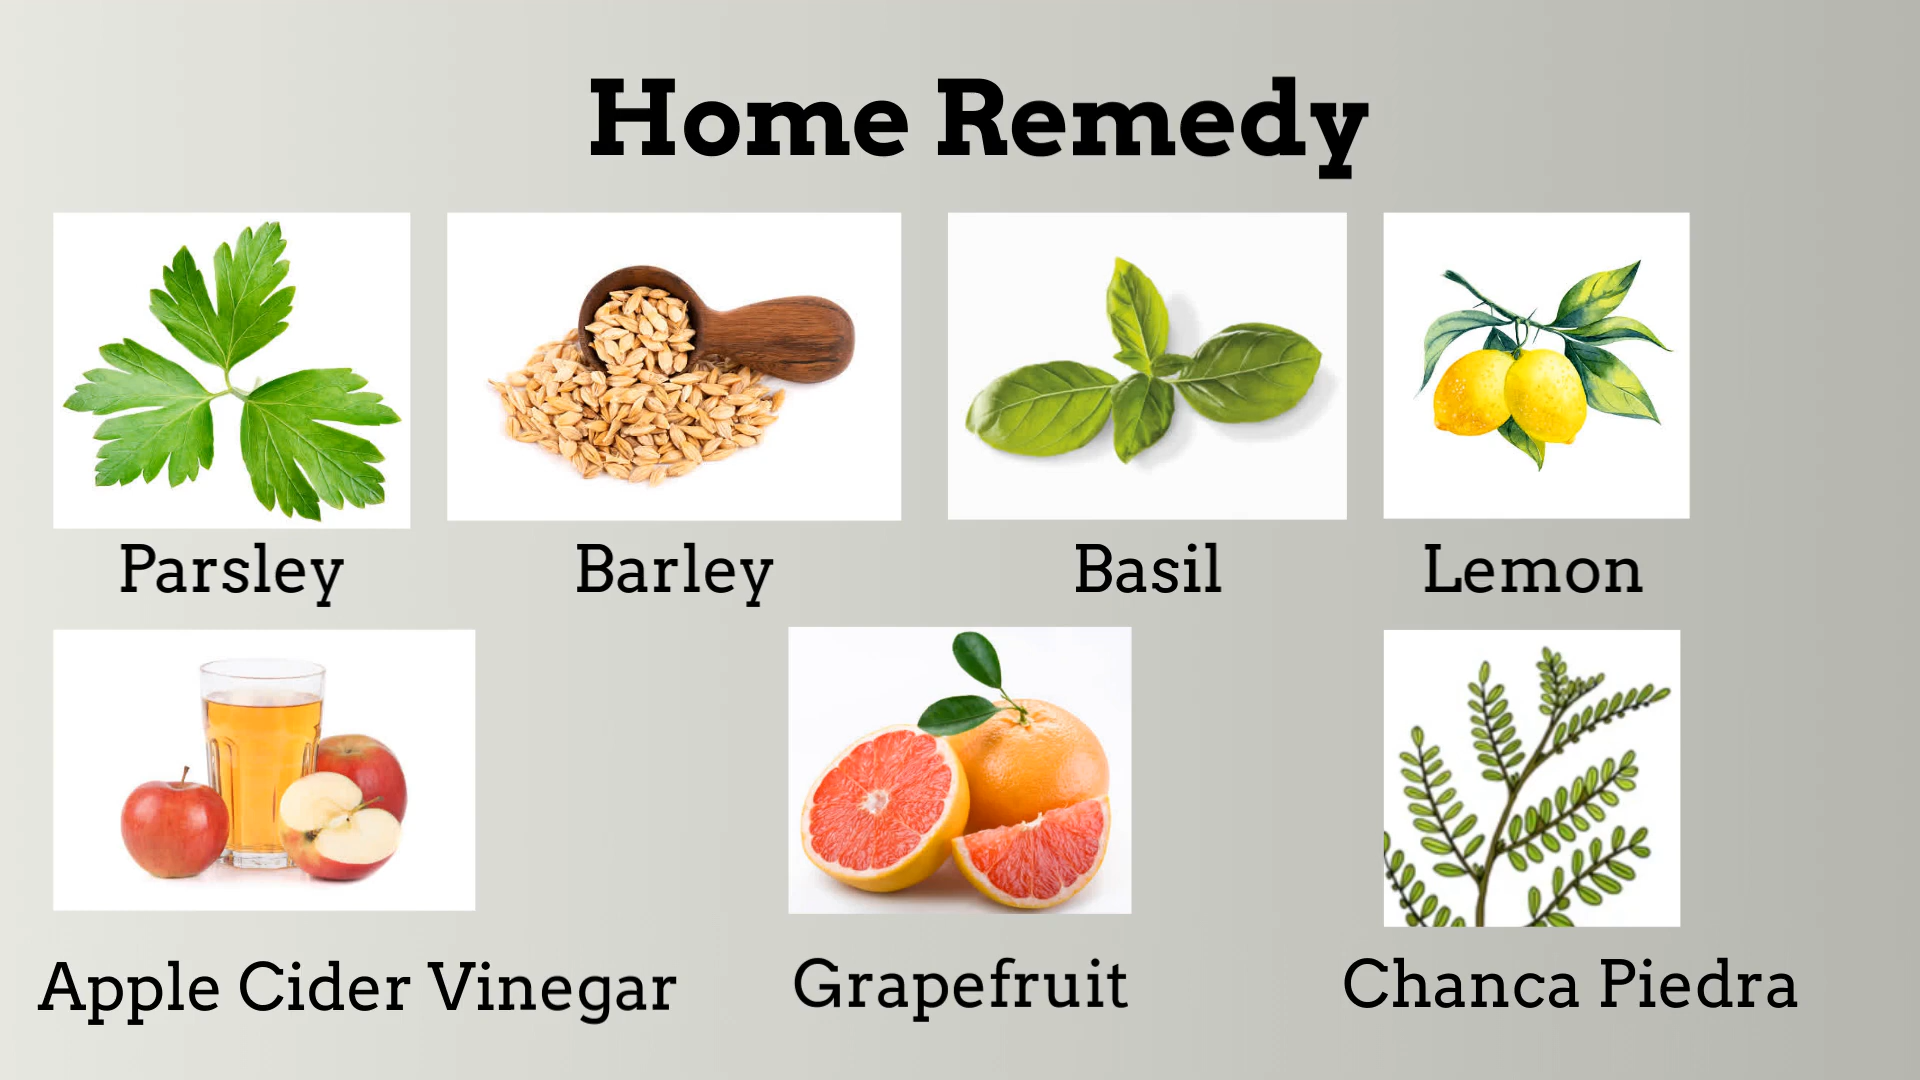 Home Remedy
Parsley
Barley
Basil
Lemon
Apple Cider Vinegar
Grapefruit
Chanca Piedra